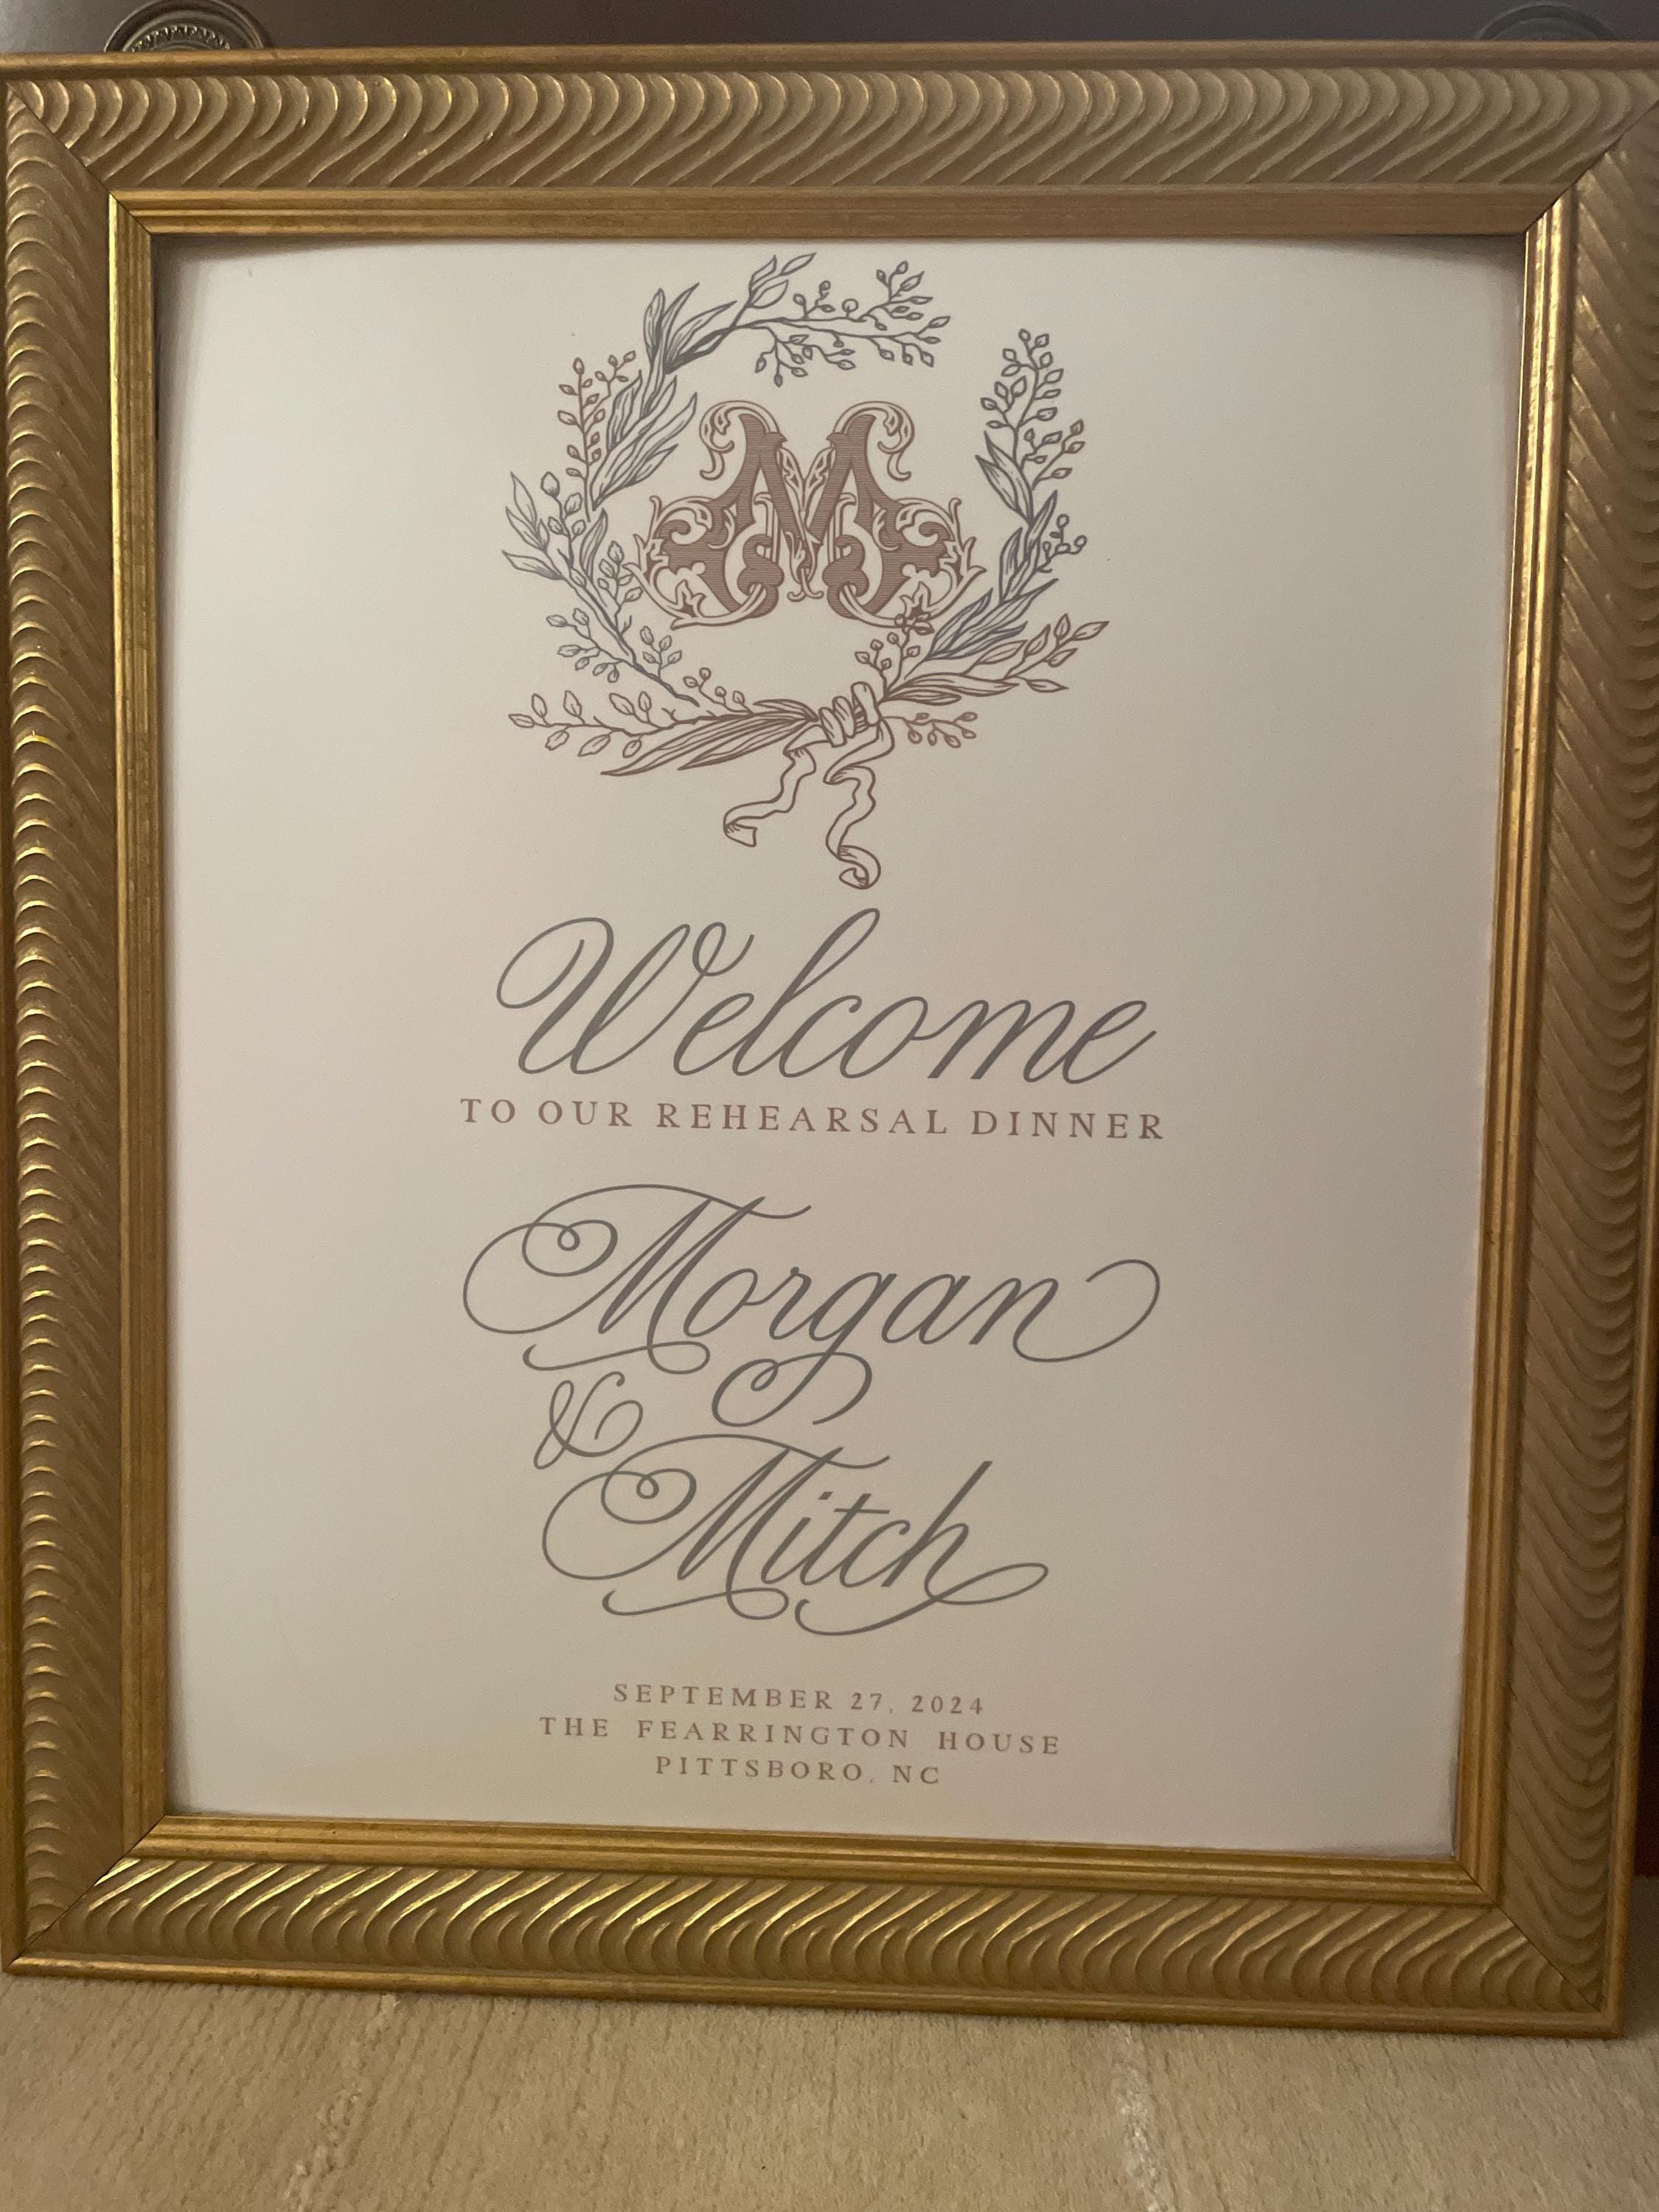 M
Welcome
TO OUR REHEARSAL DINNER
Morgan
&
Mitch
SEPTEMBER 27, 2024
THE FEARRINGTON HOUSE
PITTSBORO, NC